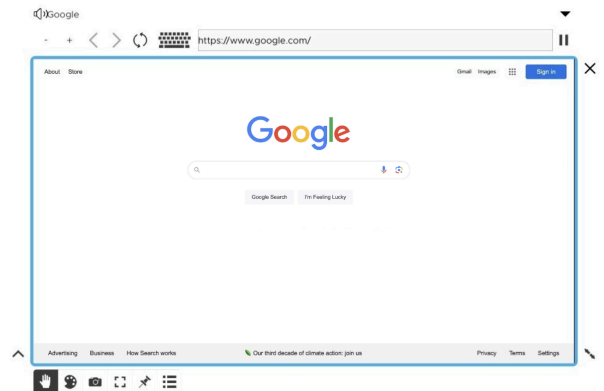 Google
- +
https://www.google.com/
About Store
Gmail Images Sign in
Google
Google Search I'm Feeling Lucky
Advertising Business How Search works Our third decade of climate action: join us Privacy Terms Settings